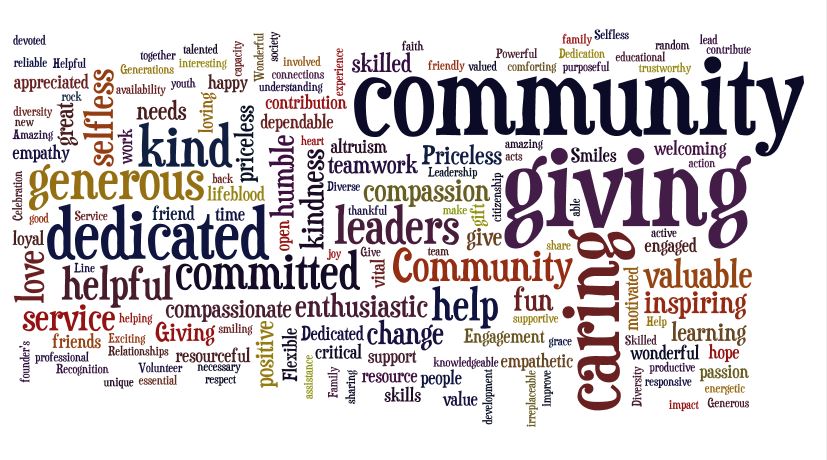 devoted
together
talented
capacity
Wonderful
society
involved
experience
faith
skilled
friendly
valued
Powerful
comforting
family
Selfless
Dedication
purposeful
educational
random
trustworthy
lead
contribute
reliable
Helpful
Generations
interesting
connections
understanding
appreciated
selfless
availability
youth
happy
contribution
community
diversity
rock
great
needs
loving
priceless
dependable
new
Amazing
work
kind
heart
altruism
amazing
empathy
humble
kindness
teamwork
Priceless
Leadership
acts
Smiles
welcoming
action
Celebration
generous
back
lifeblood
Diverse
compassion
citizenship
giving
able
good
Service
friend
time
thankful
make
gift
loyal
dedicated
open
leaders
give
share
active
engaged
love
Line
joy
Give
team
helpful
committed
vital
Community
caring
motivated
valuable
compassionate
enthusiastic
help
fun
inspiring
service
helping
Giving
smiling
supportive
Help
learning
friends
Exciting
positive
Flexible
Dedicated
change
Engagement
grace
Skilled
wonderful
hope
founder's
professional
Relationships
resourceful
critical
support
knowledgeable
empathetic
productive
passion
Recognition
Volunteer
necessary
assistance
Family
sharing
resource
people
development
irreplaceable
Improve
Diversity
responsive
energetic
unique
essential
respect
skills
value
impact
Generous